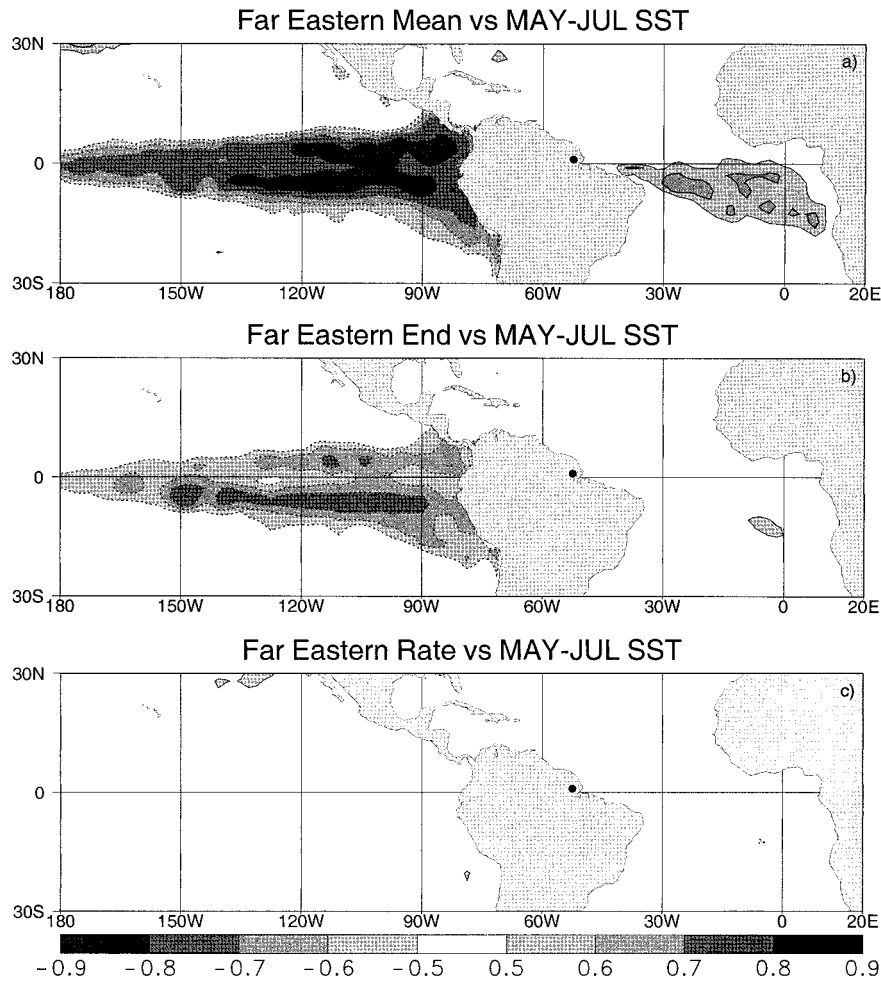 Far Eastern Mean vs MAY-JUL SST
30N
a)
0
30S
180 150W 120W 90W 60W 30W 0 20E
Far Eastern End vs MAY-JUL SST
30N
b)
0
30S
180 150W 120W 90W 60W 30W 0 20E
Far Eastern Rate vs MAY-JUL SST
30N
c)
0
30S
180 150W 120W 90W 60W 30W 0 20E
-0.9 -0.8 -0.7 -0.6 -0.5 0.5 0.6 0.7 0.8 0.9